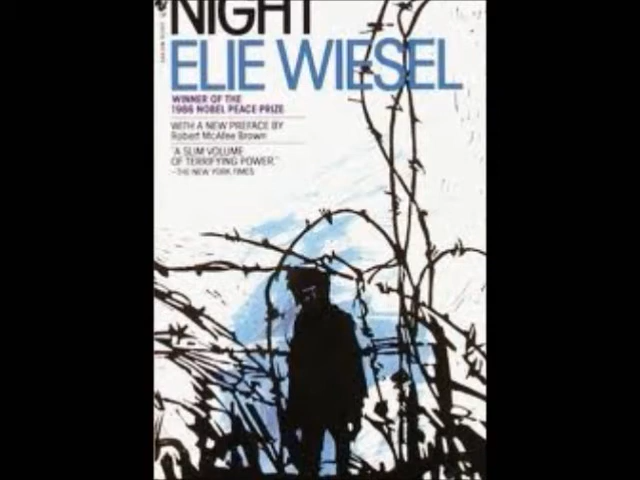 NIGHT
ELIE WIESEL
WINNER OF THE
1986 NOBEL PEACE PRIZE
WITH A NEW PREFACE BY
Robert McAfee Brown
"A SLIM VOLUME
OF TERRIFYING POWER."
—THE NEW YORK TIMES